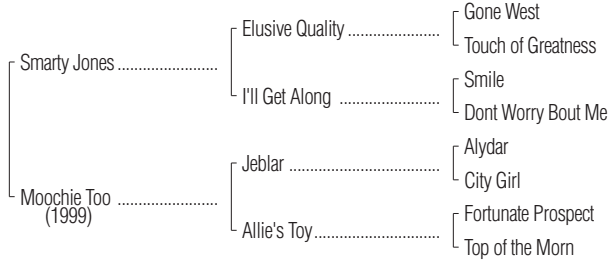 Gone West
Elusive Quality ......................
Touch of Greatness
Smarty Jones ........................
Smile
I'll Get Along ........................
Dont Worry Bout Me
Alydar
Jeblar ....................................
City Girl
Moochie Too ........................
(1999)
Fortunate Prospect
Allie's Toy..............................
Top of the Morn